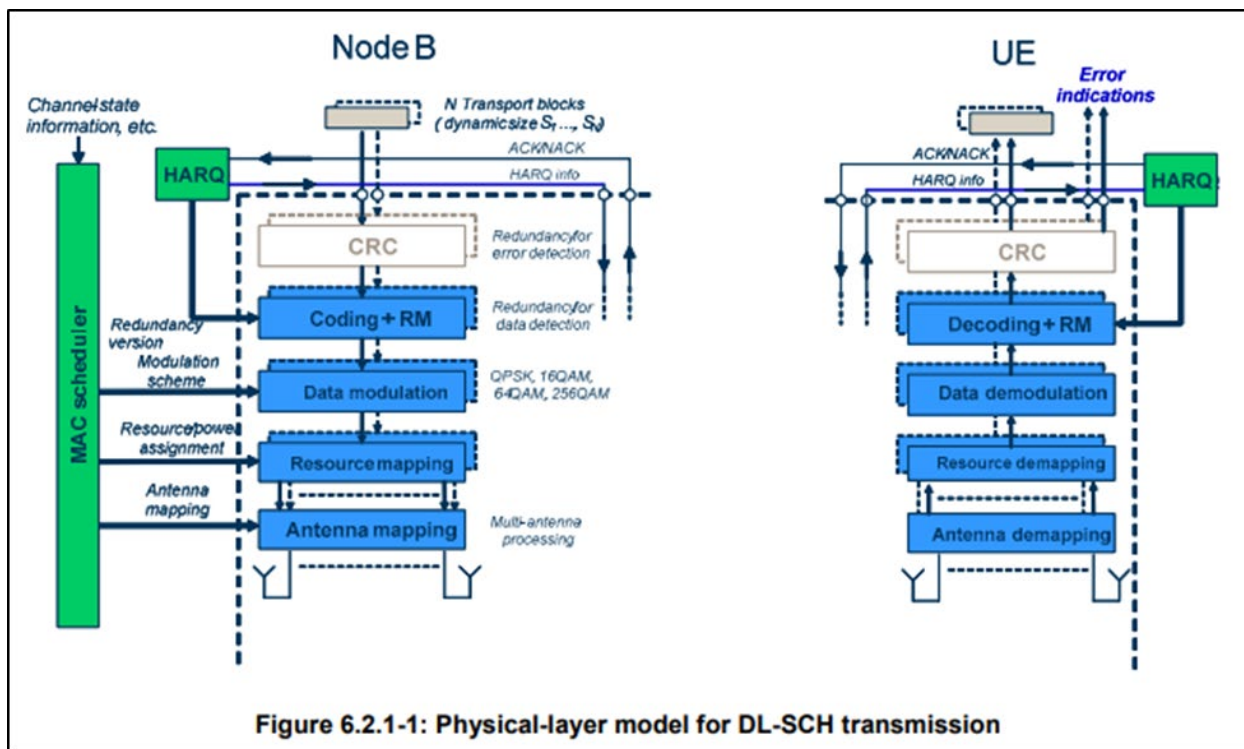 Node B
UE
Channel-state
information, etc.
N Transport blocks
(dynamic size S1 ..., SN)
Error
indications
ACK/NACK
HARQ
HARQ info
ACK/NACK
HARQ info
HARQ
CRC
Redundancy for
error detection
CRC
Coding + RM
Redundancy for
data detection
Decoding + RM
MAC scheduler
Redundancy
version
Modulation
scheme
Data modulation
QPSK, 16QAM,
64QAM, 256QAM
Data demodulation
Resource/power
assignment
Resource mapping
Resource demapping
Antenna
mapping
Antenna mapping
Multi-antenna
processing
Antenna demapping
Figure 6.2.1-1: Physical-layer model for DL-SCH transmission